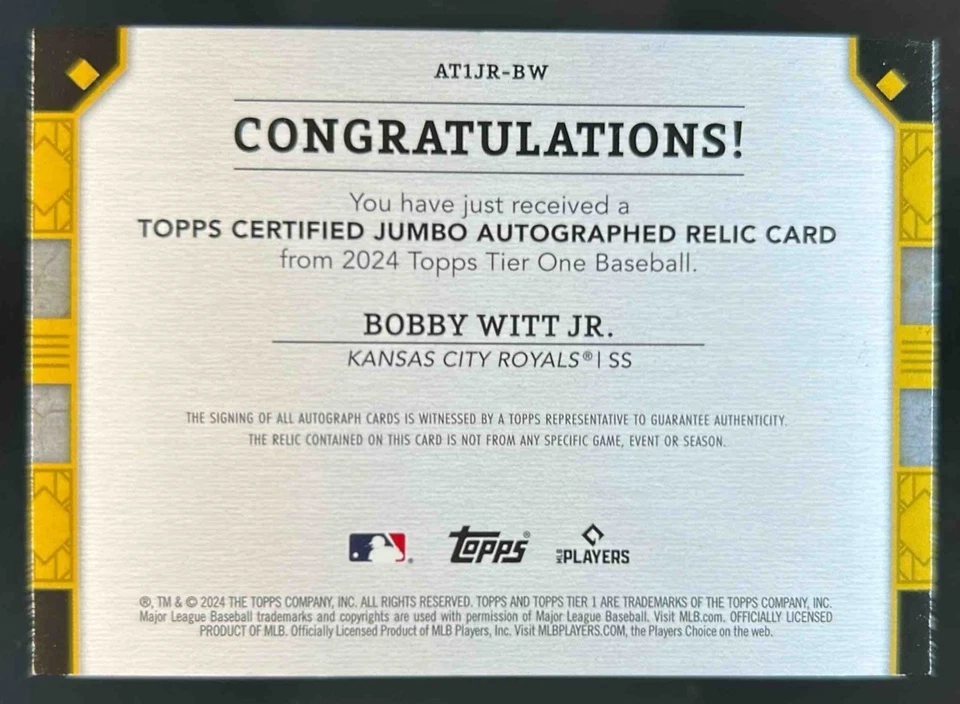 AT1JR-BW
CONGRATULATIONS!
You have just received a
TOPPS CERTIFIED JUMBO AUTOGRAPHED RELIC CARD
from 2024 Topps Tier One Baseball.
BOBBY WITT JR.
KANSAS CITY ROYALS® | SS
THE SIGNING OF ALL AUTOGRAPH CARDS IS WITNESSED BY A TOPPS REPRESENTATIVE TO GUARANTEE AUTHENTICITY.
THE RELIC CONTAINED ON THIS CARD IS NOT FROM ANY SPECIFIC GAME, EVENT OR SEASON.
® topps® MLB PLAYERS
®, TM & © 2024 THE TOPPS COMPANY, INC. ALL RIGHTS RESERVED. TOPPS AND TOPPS TIER 1 ARE TRADEMARKS OF THE TOPPS COMPANY, INC.
Major League Baseball trademarks and copyrights are used with permission of Major League Baseball. Visit MLB.com. OFFICIALLY LICENSED
PRODUCT OF MLB. Officially Licensed Product of MLB Players, Inc. Visit MLBPLAYERS.COM, the Players Choice on the web.